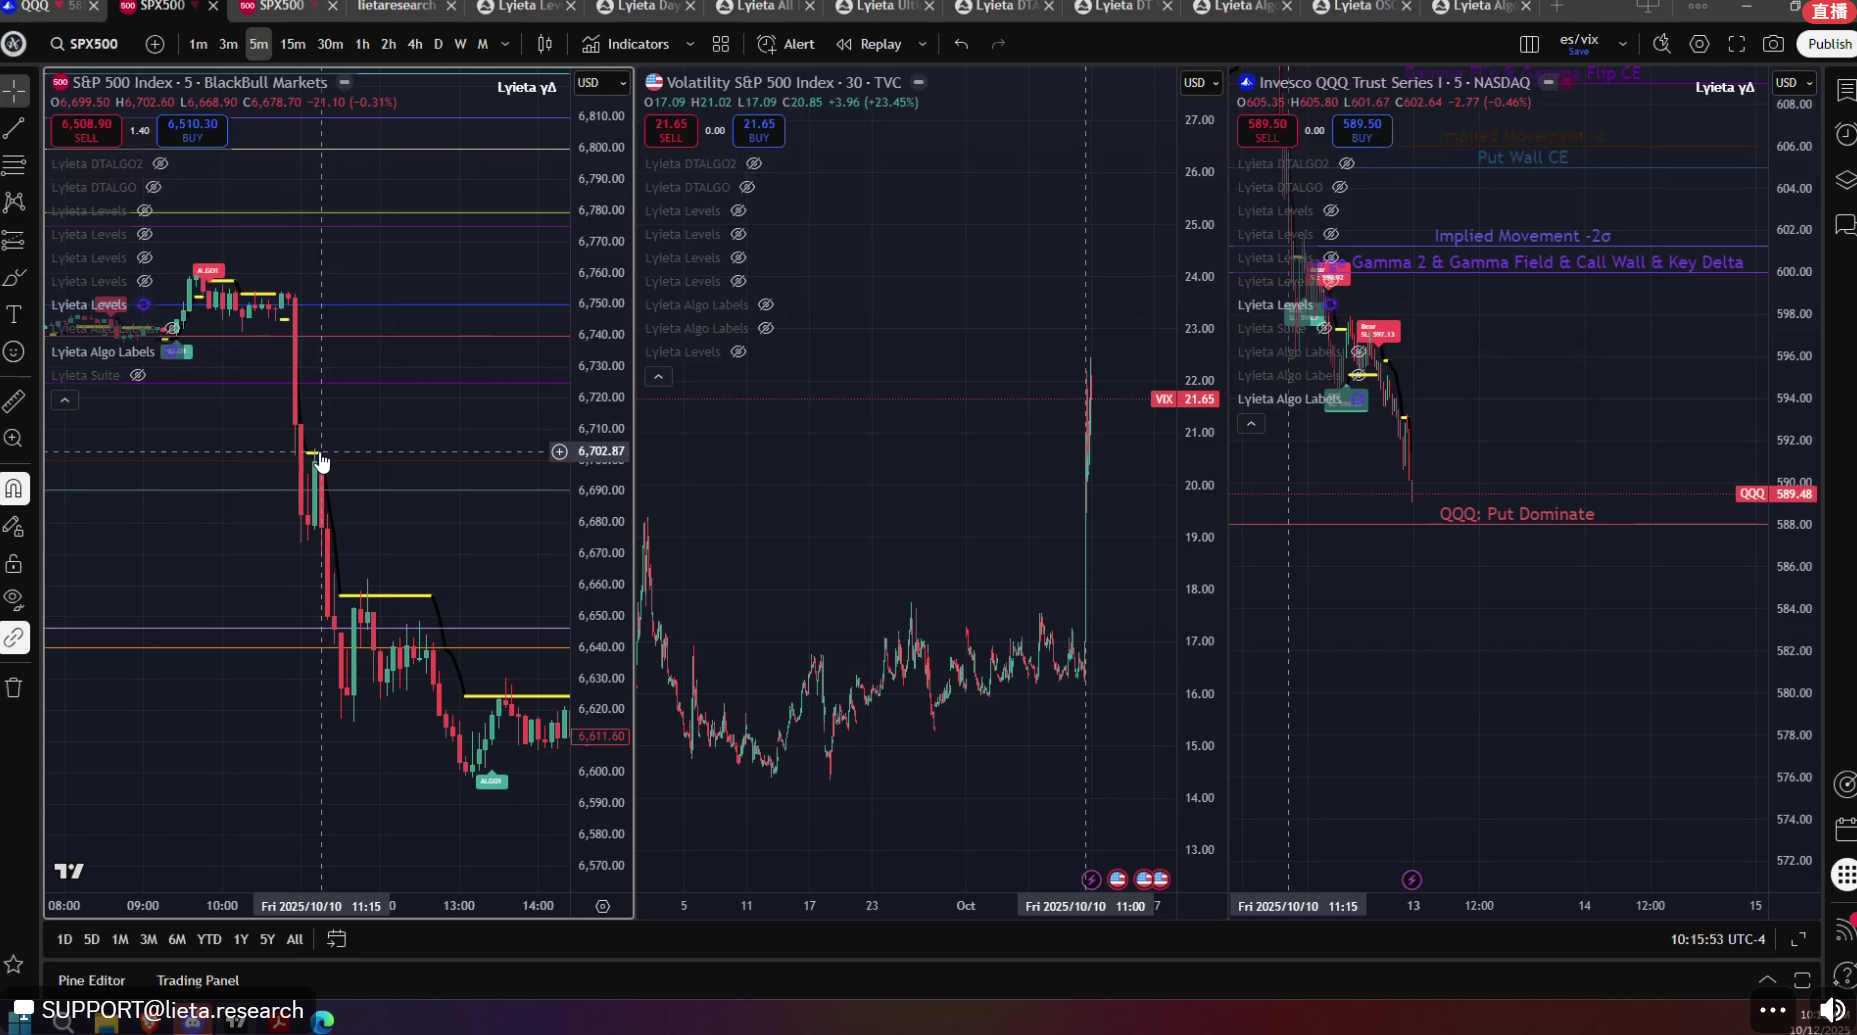 QQQ
SPX500
SPX500
lietaresearch
Lyieta Day
Lyieta All
Lyieta Ulti
Lyieta DTA
直播
SPX500
1m 3m 5m 15m 30m 1h 2h 4h D W M
Indicators
Alert
Replay
es/vix
Save
Publish
S&P 500 Index · 5 · BlackBull Markets
USD
O6,699.50 H6,702.60 L6,668.90 C6,678.70 −21.10 (−0.31%)
Lyieta γΔ
6,508.90
SELL
1.40
6,510.30
BUY
Lyieta DTALGO2
Lyieta DTALGO
Lyieta Levels
Lyieta Levels
Lyieta Levels
Lyieta Levels
Lyieta Levels
Lyieta Algo Labels
Lyieta Algo Labels
Lyieta Suite
ALGO1
ALGO1
6,810.00
6,800.00
6,790.00
6,780.00
6,770.00
6,760.00
6,750.00
6,740.00
6,730.00
6,720.00
6,710.00
6,702.87
6,690.00
6,680.00
6,670.00
6,660.00
6,650.00
6,640.00
6,630.00
6,620.00
6,611.60
6,600.00
6,590.00
6,580.00
6,570.00
08:00 09:00 10:00 Fri 2025/10/10 11:15 13:00 14:00
Volatility S&P 500 Index · 30 · TVC
USD
O17.09 H21.02 L17.09 C20.85 +3.96 (+23.45%)
21.65
SELL
0.00
21.65
BUY
Lyieta DTALGO2
Lyieta DTALGO
Lyieta Levels
Lyieta Levels
Lyieta Levels
Lyieta Levels
Lyieta Algo Labels
Lyieta Algo Labels
Lyieta Levels
27.00
26.00
25.00
24.00
23.00
22.00
VIX 21.65
21.00
20.00
19.00
18.00
17.00
16.00
15.00
14.00
13.00
5 11 17 23 Oct Fri 2025/10/10 11:00 7
Invesco QQQ Trust Series I · 5 · NASDAQ
USD
O605.35 H605.80 L601.67 C602.64 −2.77 (−0.46%)
Lyieta γΔ
589.50
SELL
0.00
589.50
BUY
Lyieta DTALGO2
Lyieta DTALGO
Lyieta Levels
Lyieta Levels
Lyieta Levels
Lyieta Levels
Lyieta Levels
Lyieta Suite
Lyieta Algo Labels
Lyieta Algo Labels
Lyieta Algo Labels
Gamma Flip CE
Implied Movement -σ
Put Wall CE
Implied Movement -2σ
Gamma 2 & Gamma Field & Call Wall & Key Delta
Bear
SL: 597.13
QQQ: Put Dominate
608.00
606.00
604.00
602.00
600.00
598.00
596.00
594.00
592.00
590.00
QQQ 589.48
588.00
586.00
584.00
582.00
580.00
578.00
576.00
574.00
572.00
Fri 2025/10/10 11:15 13 12:00 14 12:00 15
1D 5D 1M 3M 6M YTD 1Y 5Y All
10:15:53 UTC-4
Pine Editor
Trading Panel
SUPPORT@lieta.research